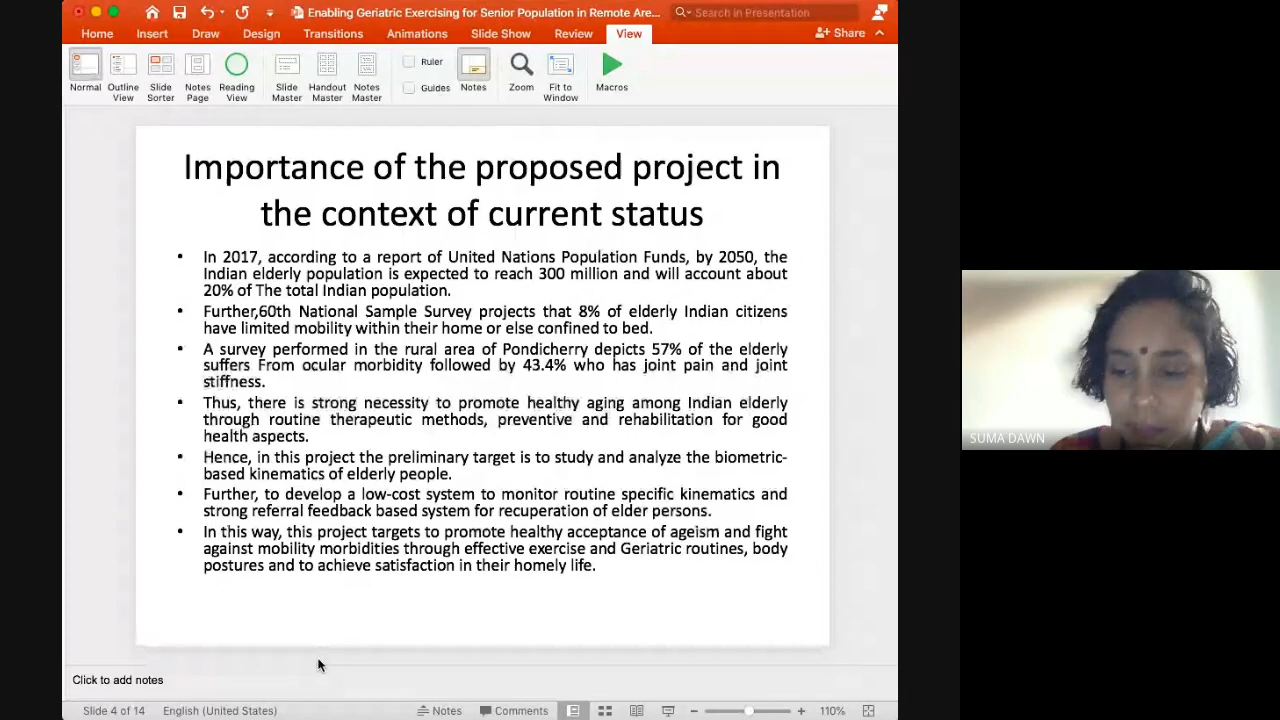 Enabling Geriatric Exercising for Senior Population in Remote Are...
Search in Presentation
Home Insert Draw Design Transitions Animations Slide Show Review View Share
Normal Outline View Slide Sorter Notes Page Reading View Slide Master Handout Master Notes Master Ruler Guides Notes Zoom Fit to Window Macros
Importance of the proposed project in
the context of current status
• In 2017, according to a report of United Nations Population Funds, by 2050, the
Indian elderly population is expected to reach 300 million and will account about
20% of The total Indian population.
• Further,60th National Sample Survey projects that 8% of elderly Indian citizens
have limited mobility within their home or else confined to bed.
• A survey performed in the rural area of Pondicherry depicts 57% of the elderly
suffers From ocular morbidity followed by 43.4% who has joint pain and joint
stiffness.
• Thus, there is strong necessity to promote healthy aging among Indian elderly
through routine therapeutic methods, preventive and rehabilitation for good
health aspects.
• Hence, in this project the preliminary target is to study and analyze the biometric-
based kinematics of elderly people.
• Further, to develop a low-cost system to monitor routine specific kinematics and
strong referral feedback based system for recuperation of elder persons.
• In this way, this project targets to promote healthy acceptance of ageism and fight
against mobility morbidities through effective exercise and Geriatric routines, body
postures and to achieve satisfaction in their homely life.
SUMA DAWN
Click to add notes
Slide 4 of 14 English (United States) Notes Comments 110%